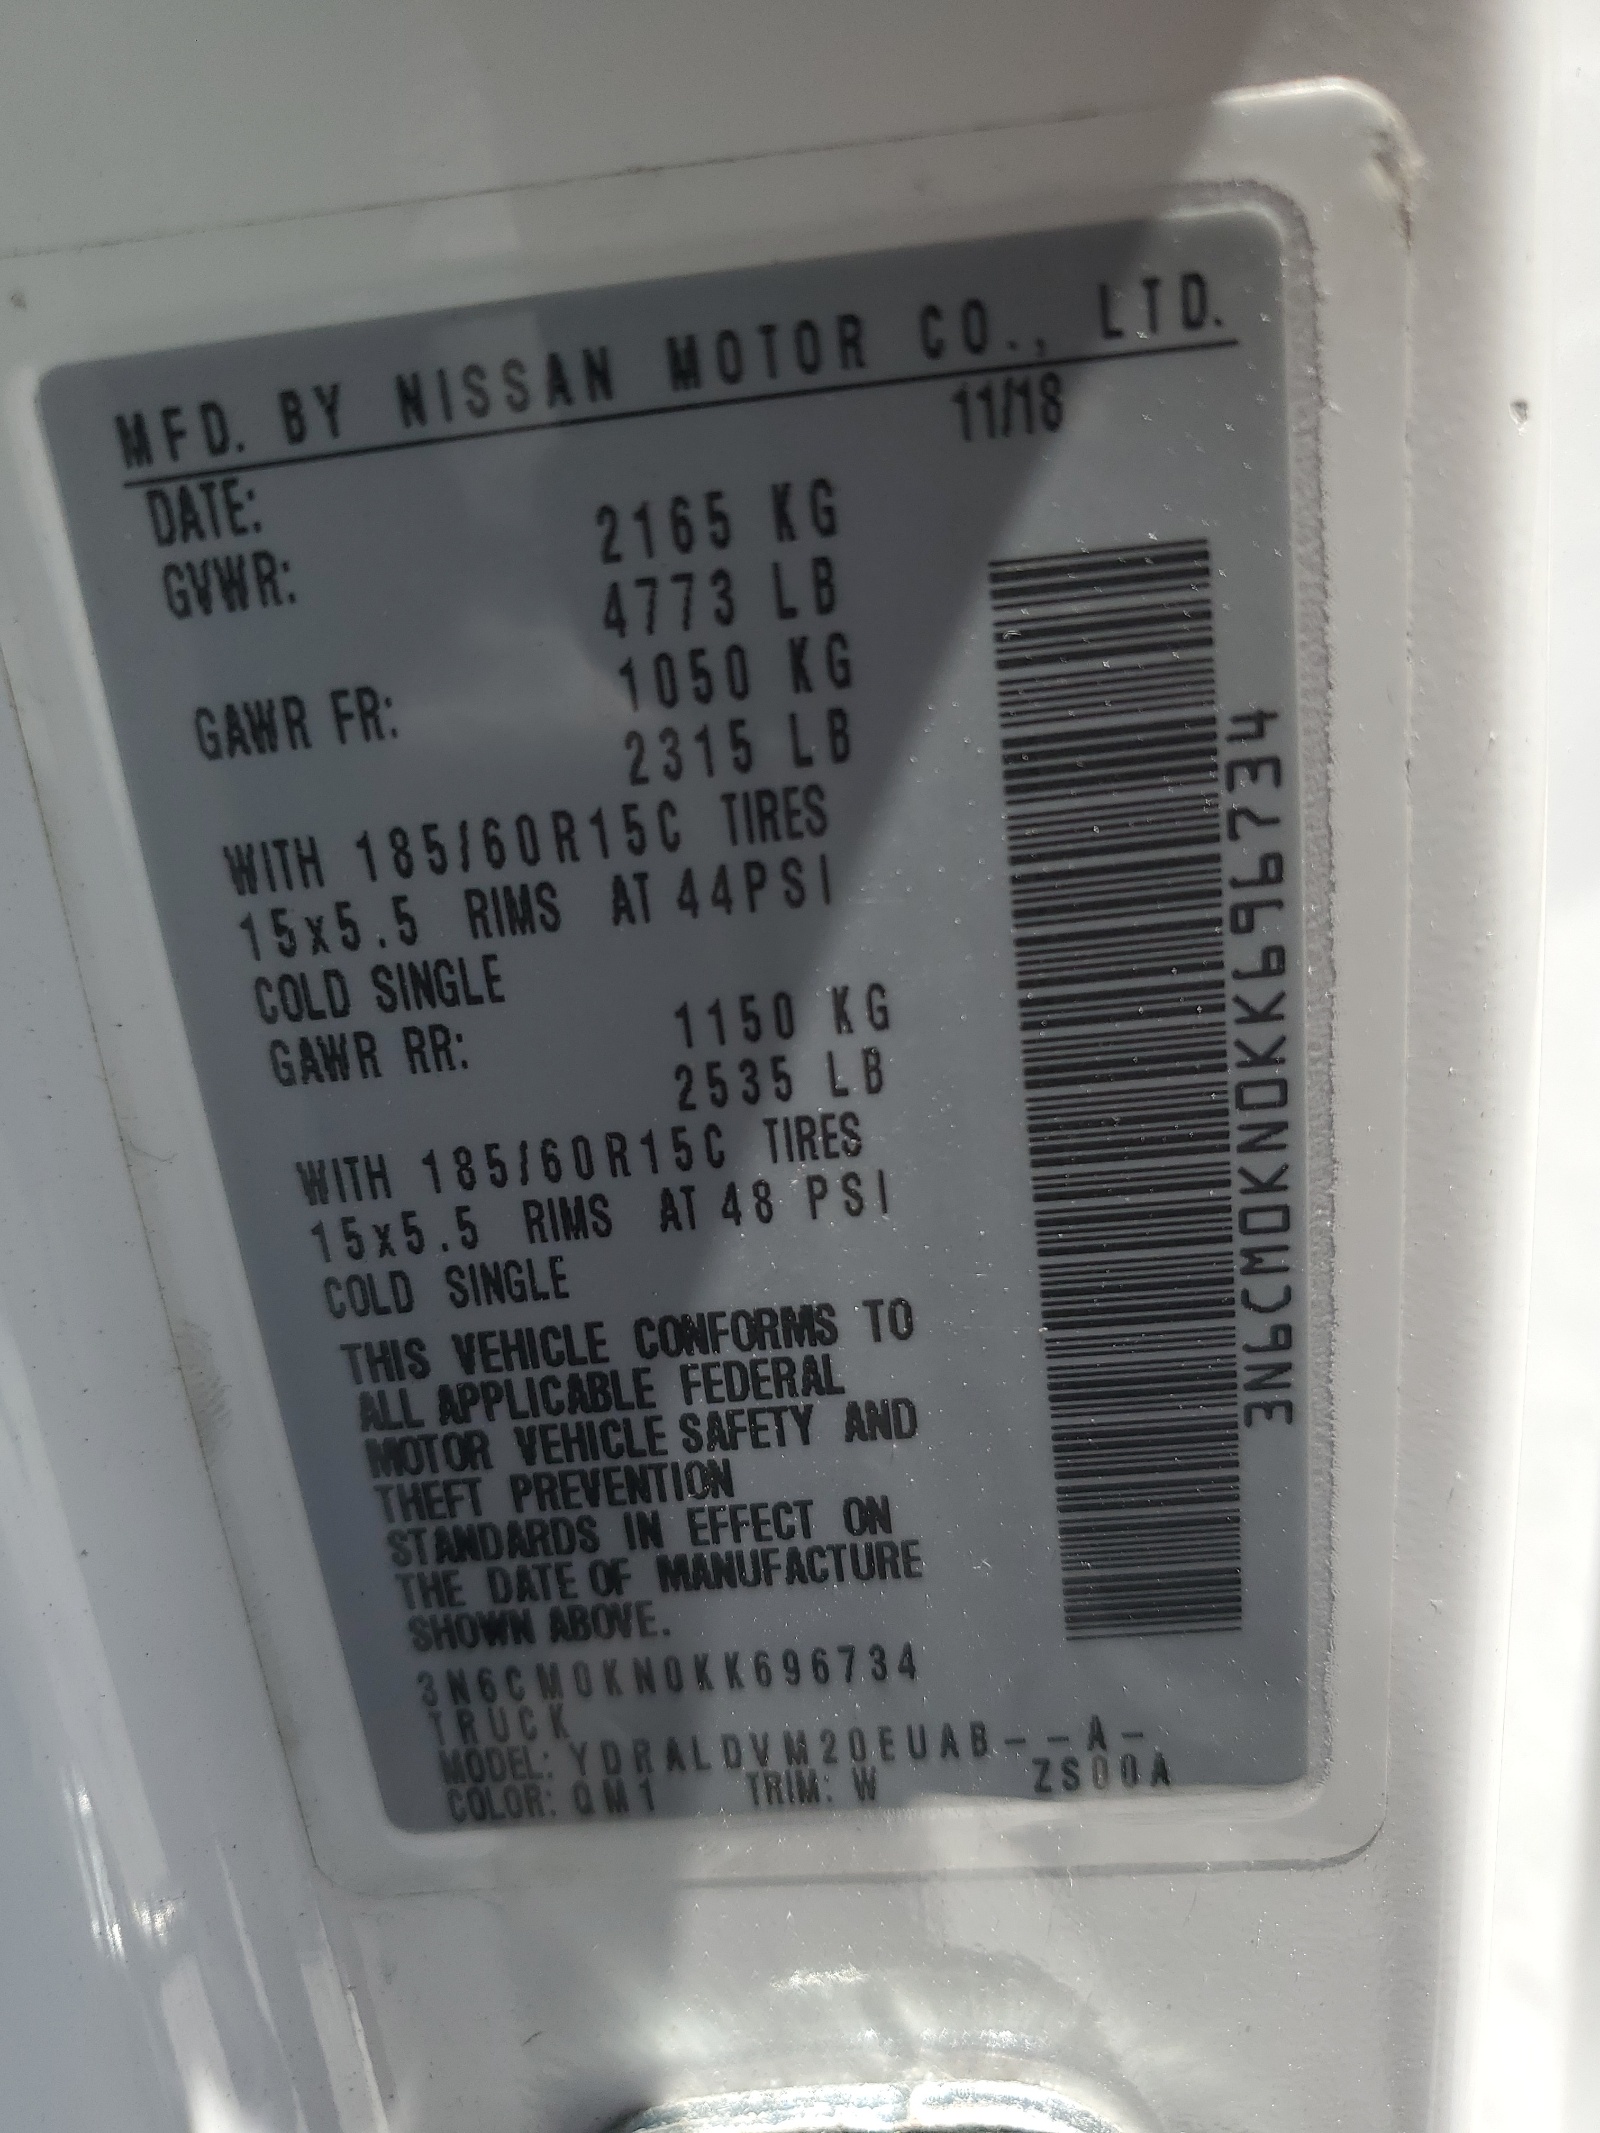 MFD. BY NISSAN MOTOR CO., LTD.
DATE: 11/18
GVWR: 2165 KG
4773 LB
GAWR FR: 1050 KG
2315 LB
WITH 185/60R15C TIRES
15x5.5 RIMS AT 44PSI
COLD SINGLE
GAWR RR: 1150 KG
2535 LB
WITH 185/60R15C TIRES
15x5.5 RIMS AT 48 PSI
COLD SINGLE
THIS VEHICLE CONFORMS TO
ALL APPLICABLE FEDERAL
MOTOR VEHICLE SAFETY AND
THEFT PREVENTION
STANDARDS IN EFFECT ON
THE DATE OF MANUFACTURE
SHOWN ABOVE.
3N6CM0KN0KK696734
TRUCK
MODEL: YDRALDVM20EUAB--A-
COLOR: QM1 TRIM: W ZS00A
3N6CM0KN0KK696734